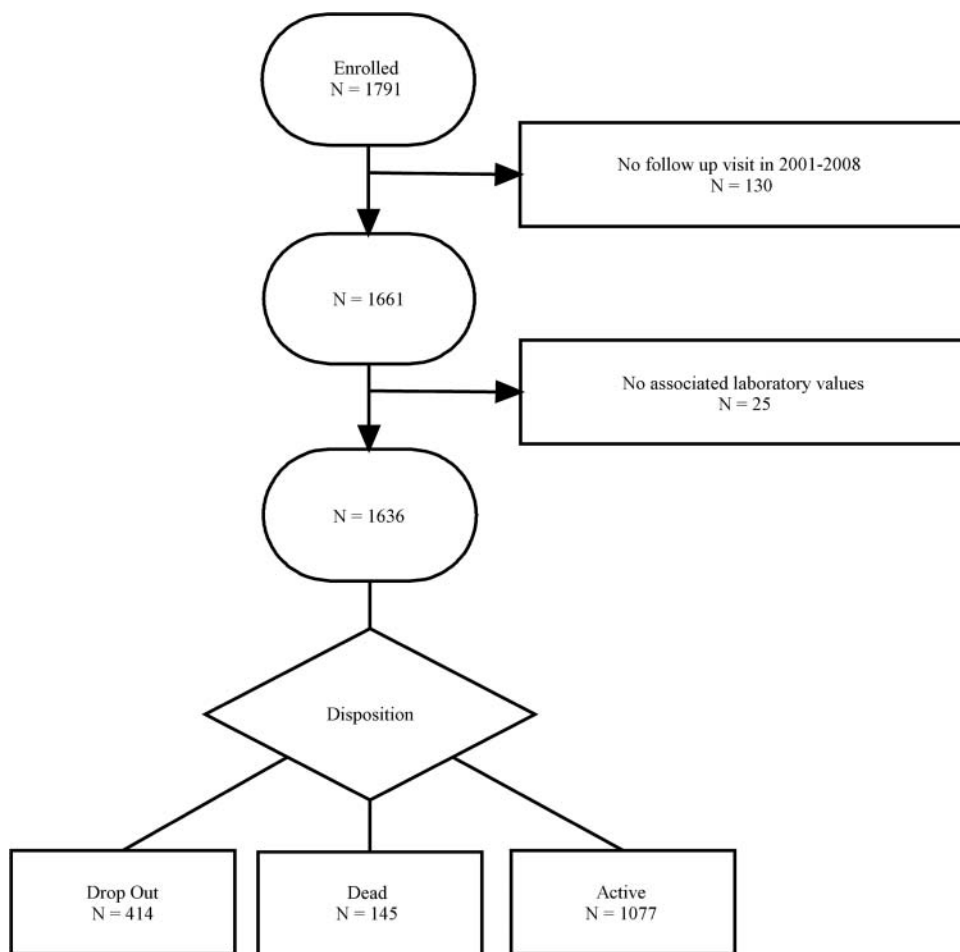 Enrolled
N = 1791
No follow up visit in 2001-2008
N = 130
N = 1661
No associated laboratory values
N = 25
N = 1636
Disposition
Drop Out
N = 414
Dead
N = 145
Active
N = 1077